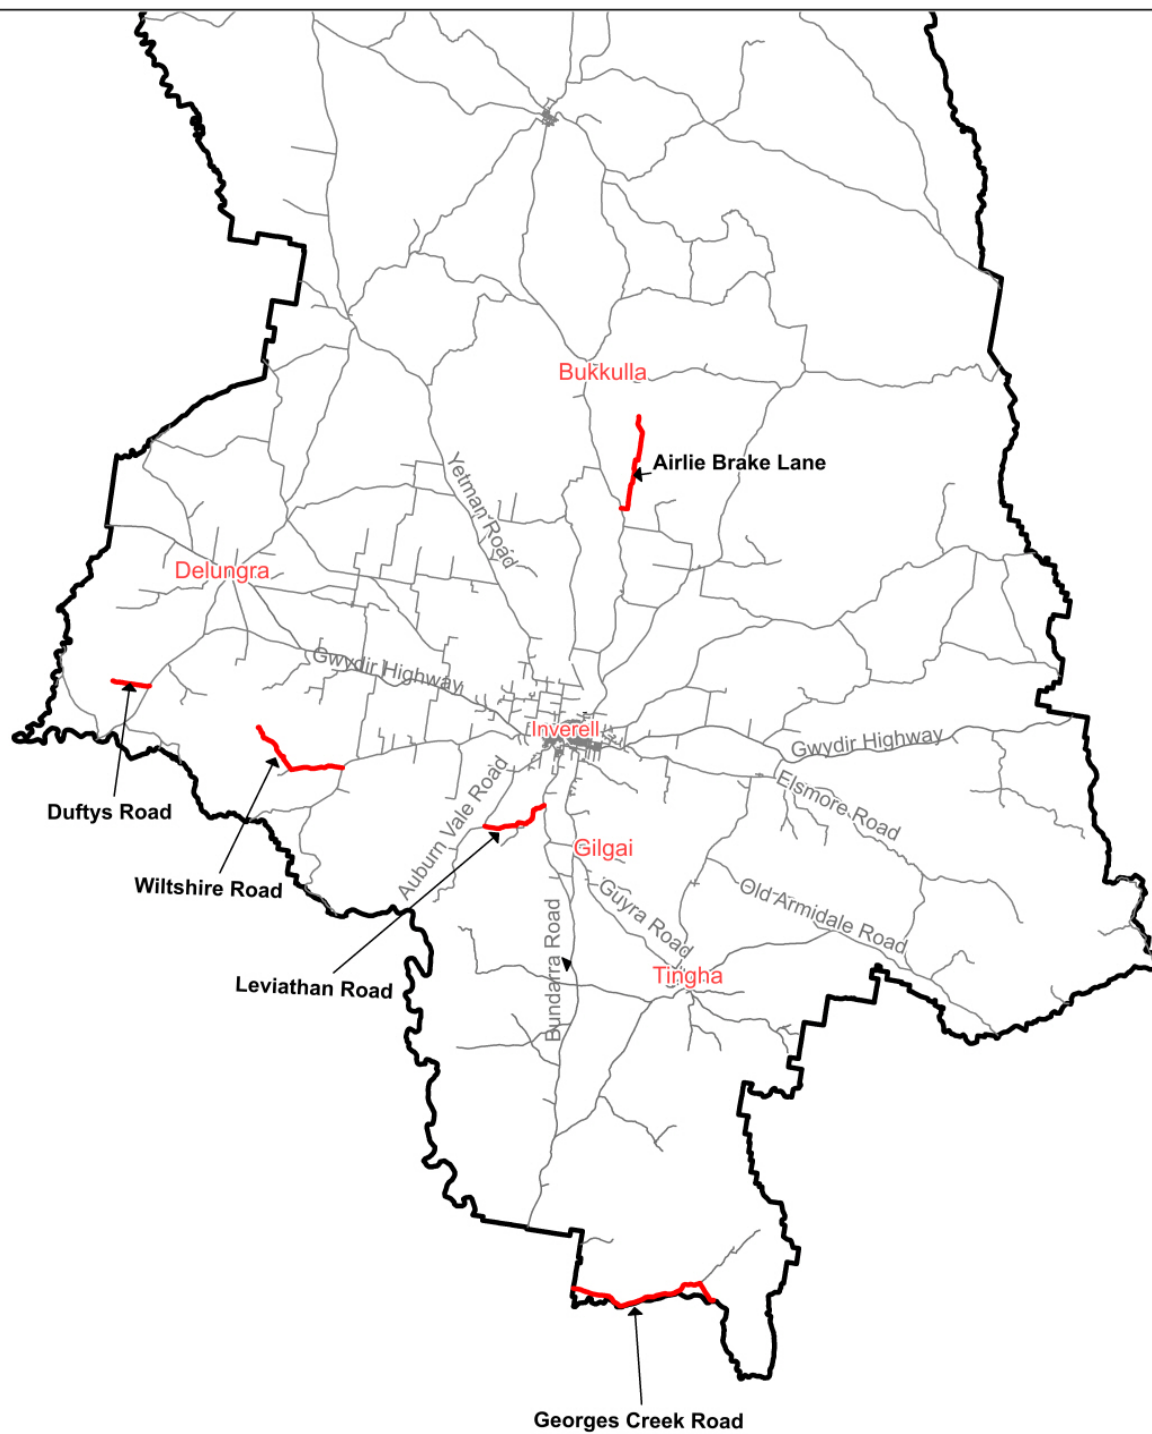 Bukkulla
Airlie Brake Lane
Yetman Road
Delungra
Gwydir Highway
Inverell
Gwydir Highway
Elsmore Road
Duftys Road
Auburn Vale Road
Gilgai
Wiltshire Road
Guyra Road
Old Armidale Road
Bundarra Road
Leviathan Road
Tingha
Georges Creek Road